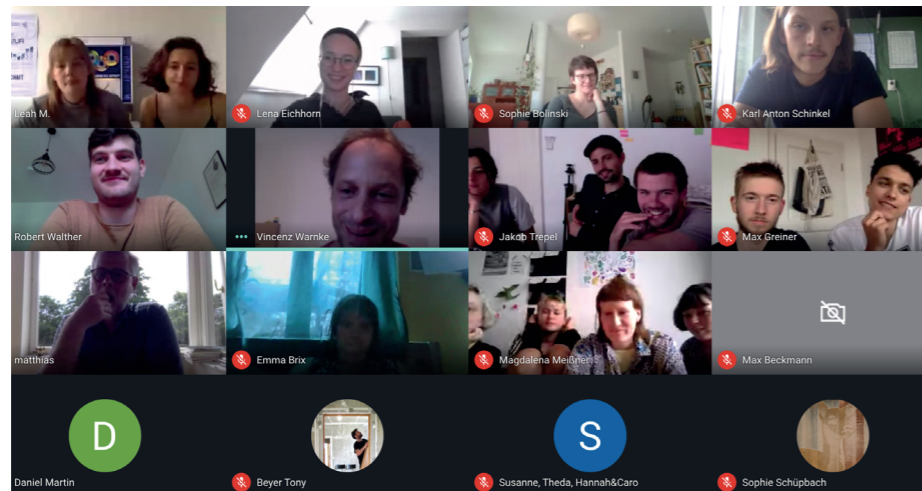 Leah M.
Lena Eichhorn
Sophie Bolinski
Karl Anton Schinkel
Robert Walther
Vincenz Warnke
Jakob Trepel
Max Greiner
matthias
Emma Brix
Magdalena Meißner
Max Beckmann
D
S
Daniel Martin
Beyer Tony
Susanne, Theda, Hannah&Caro
Sophie Schüpbach